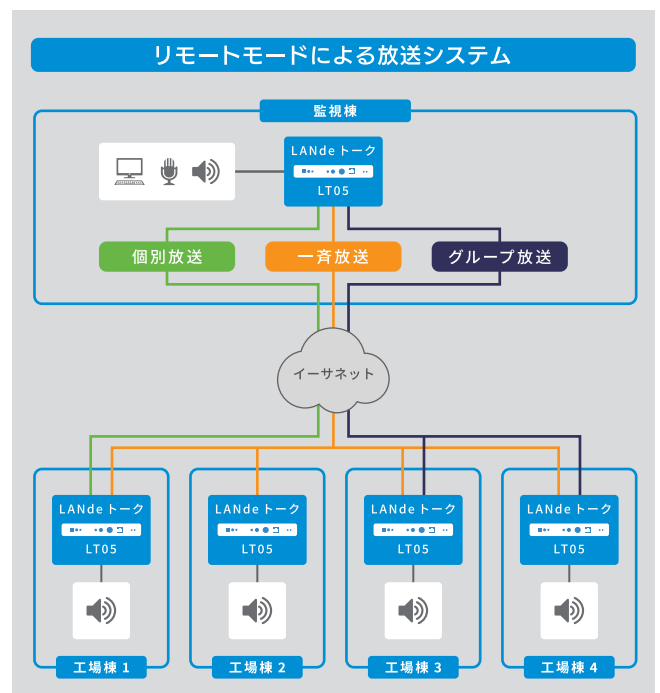 リモートモードによる放送システム
監視棟
LANde トーク
LT05
個別放送
一斉放送
グループ放送
イーサネット
LANde トーク
LT05
LANde トーク
LT05
LANde トーク
LT05
LANde トーク
LT05
工場棟 1
工場棟 2
工場棟 3
工場棟 4